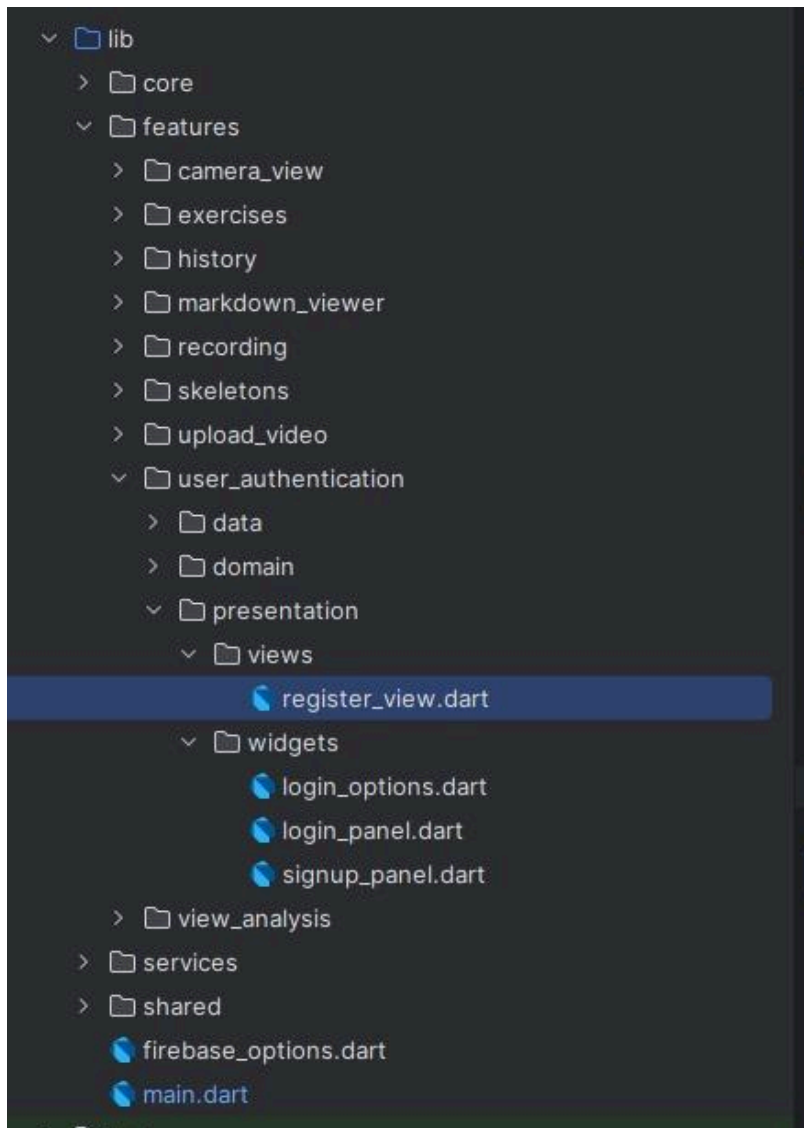 lib
core
features
camera_view
exercises
history
markdown_viewer
recording
skeletons
upload_video
user_authentication
data
domain
presentation
views
register_view.dart
widgets
login_options.dart
login_panel.dart
signup_panel.dart
view_analysis
services
shared
firebase_options.dart
main.dart